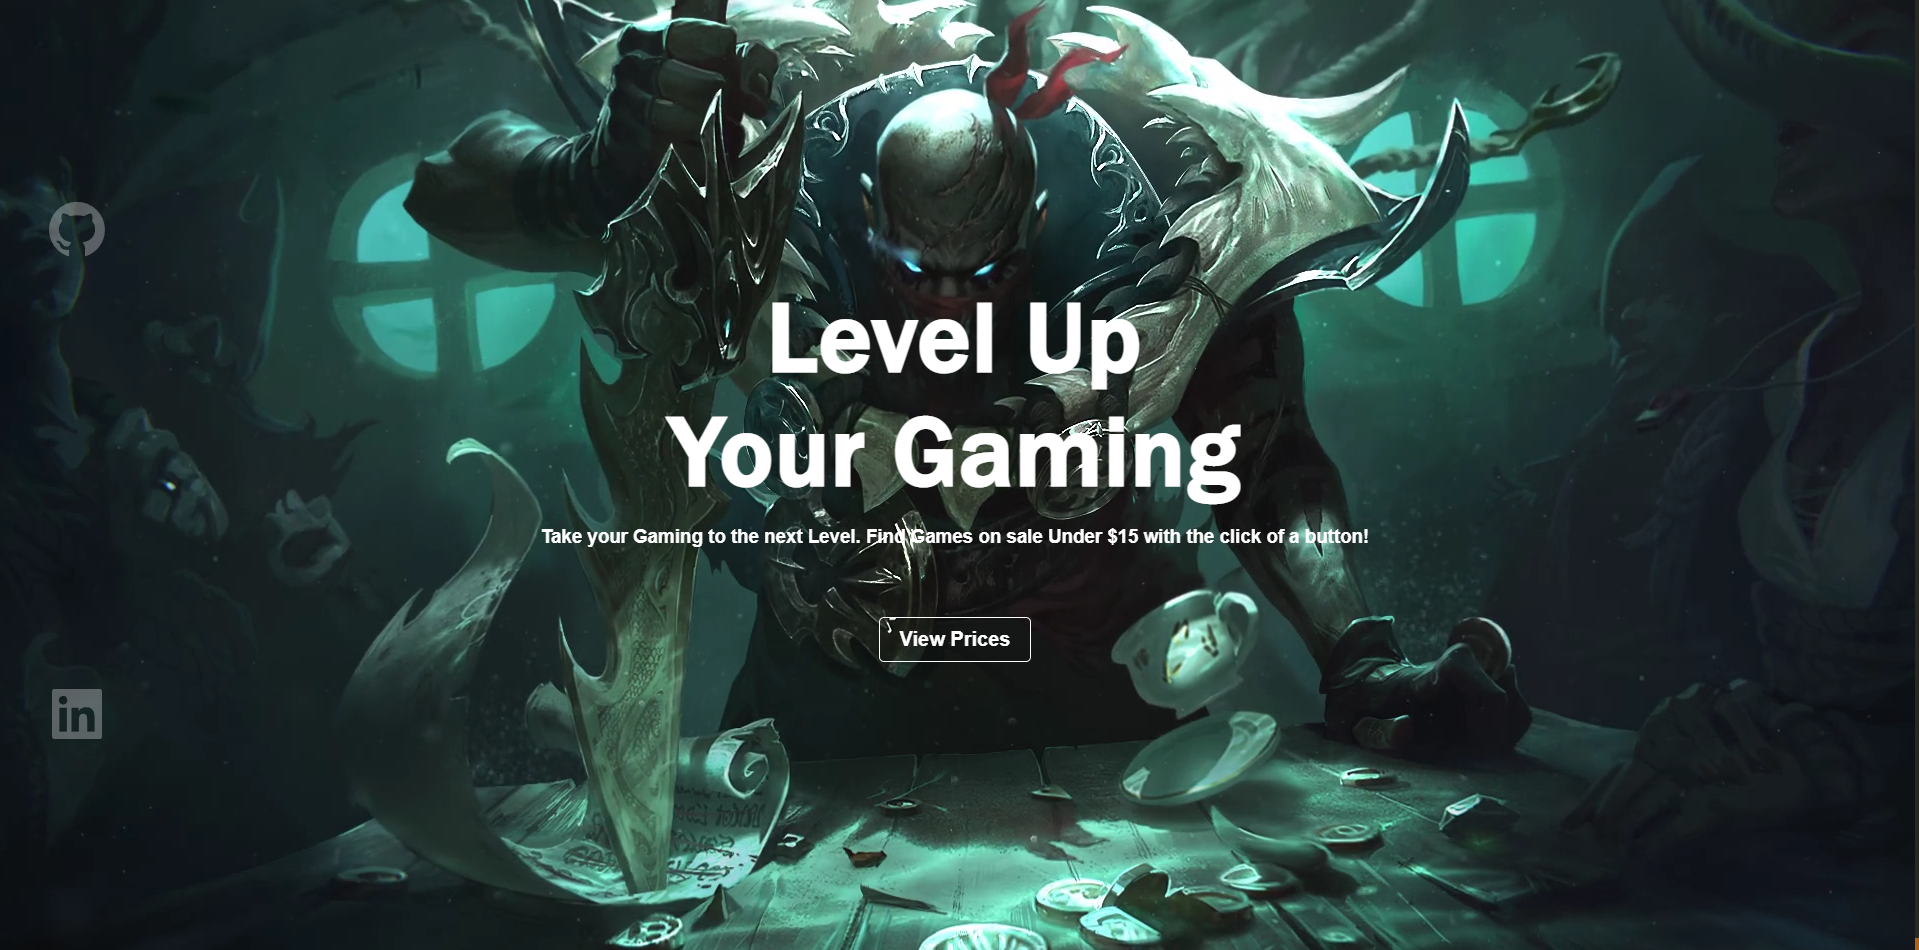 Level Up
Your Gaming
Take your Gaming to the next Level. Find Games on sale Under $15 with the click of a button!
View Prices
in